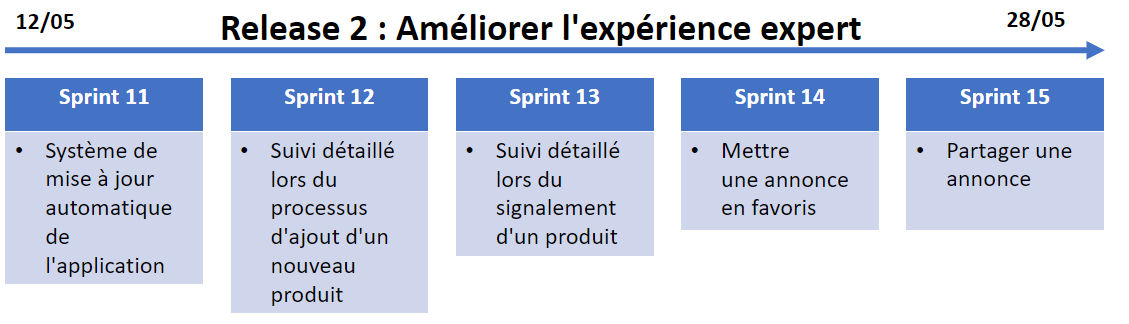 12/05
Release 2 : Améliorer l'expérience expert
28/05
Sprint 11
• Système de
mise à jour
automatique
de
l'application
Sprint 12
• Suivi détaillé
lors du
processus
d'ajout d'un
nouveau
produit
Sprint 13
• Suivi détaillé
lors du
signalement
d'un produit
Sprint 14
• Mettre
une annonce
en favoris
Sprint 15
• Partager une
annonce